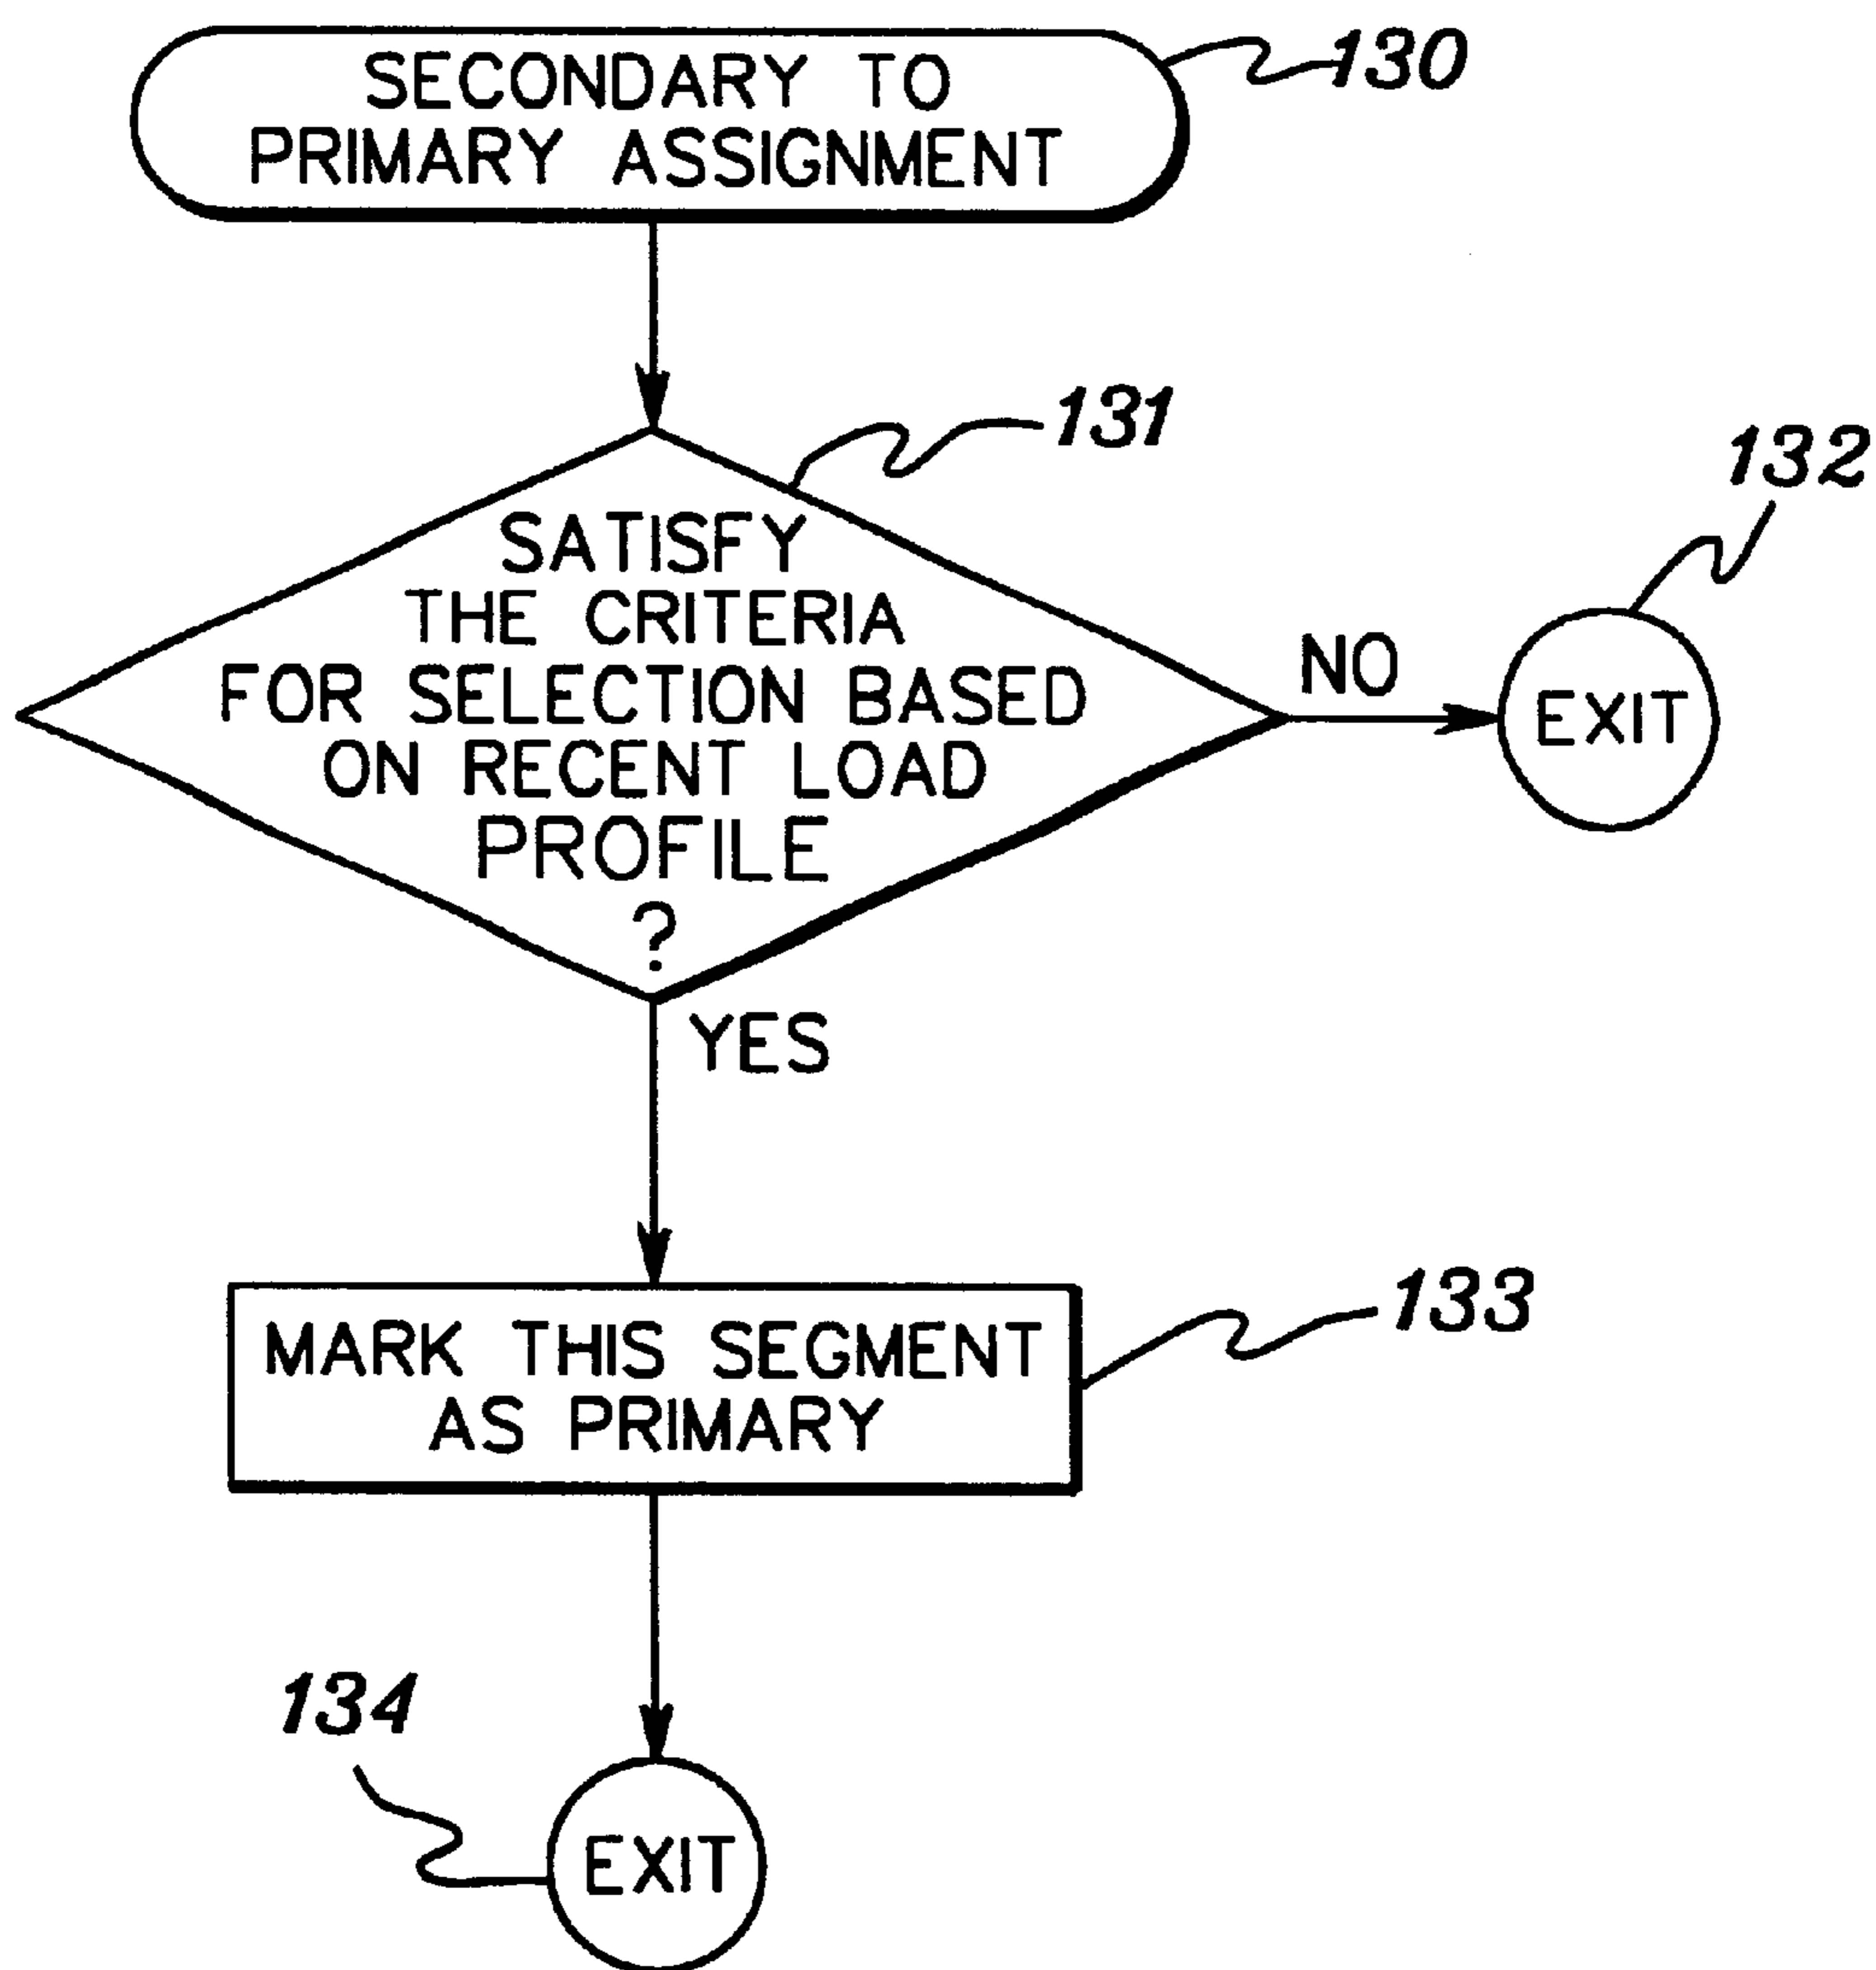 SECONDARY TO
PRIMARY ASSIGNMENT
130
131
132
SATISFY
THE CRITERIA
FOR SELECTION BASED
ON RECENT LOAD
PROFILE
?
NO
EXIT
YES
133
MARK THIS SEGMENT
AS PRIMARY
134
EXIT